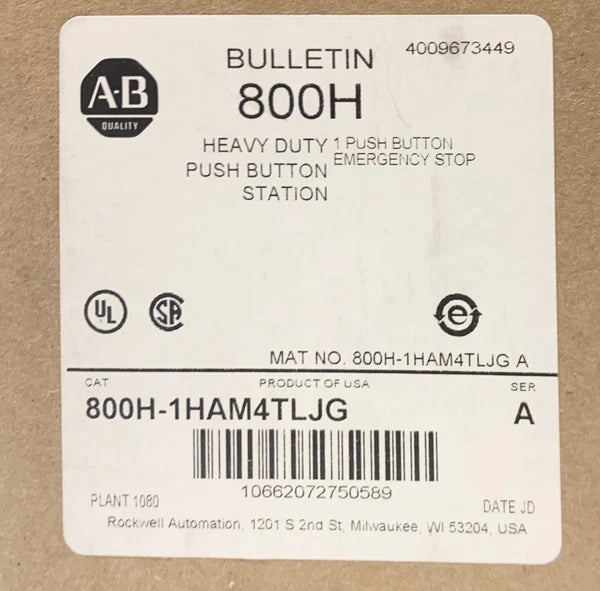 A-B
QUALITY
BULLETIN
800H
4009673449
HEAVY DUTY
PUSH BUTTON
STATION
1 PUSH BUTTON
EMERGENCY STOP
UL
SA
e
MAT NO. 800H-1HAM4TLJG A
CAT
PRODUCT OF USA
SER
800H-1HAM4TLJG
A
10662072750589
PLANT 1080
DATE JD
Rockwell Automation, 1201 S 2nd St, Milwaukee, WI 53204, USA